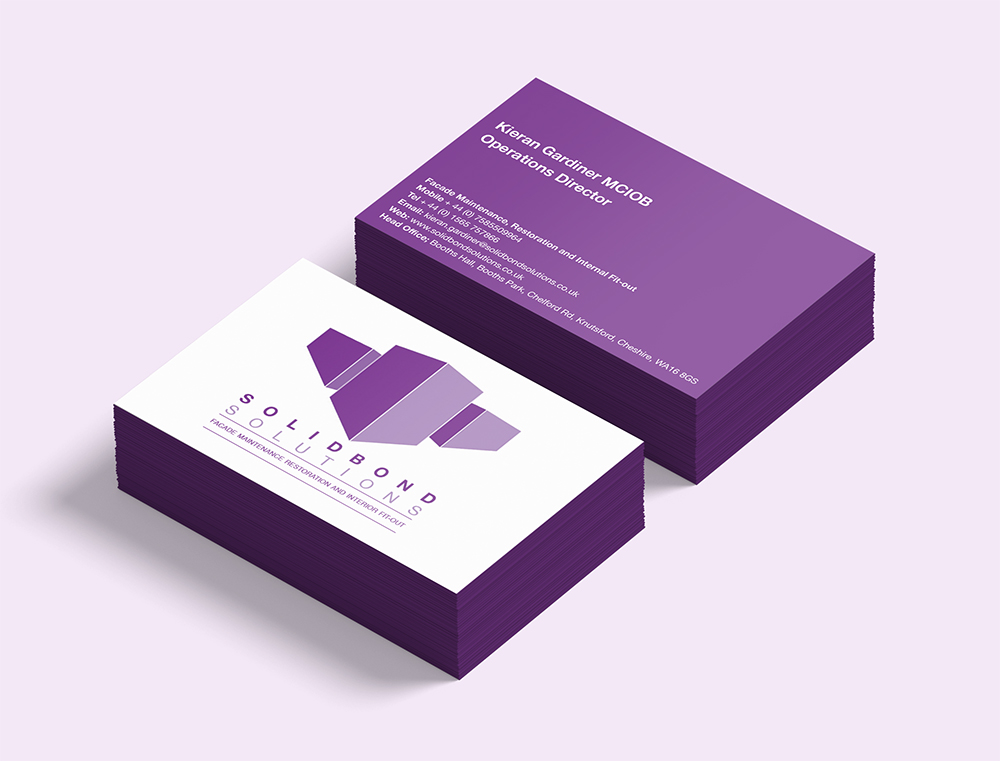 Kieran Gardiner MCIOB
Operations Director
Facade Maintenance, Restoration and Internal Fit-out
Mobile + 44 (0) 7585509964
Tel + 44 (0) 1565 757866
Email: kieran.gardiner@solidbondsolutions.co.uk
Web: www.solidbondsolutions.co.uk
Head Office; Booths Hall, Booths Park, Chelford Rd, Knutsford, Cheshire, WA16 8GS
SOLIDBOND
SOLUTIONS
FACADE MAINTENANCE RESTORATION AND INTERIOR FIT-OUT